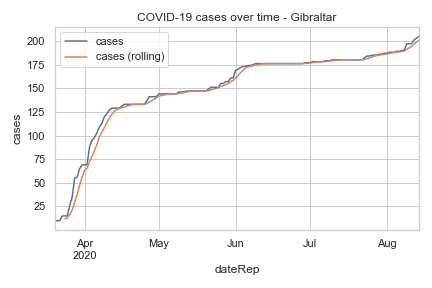 COVID-19 cases over time - Gibraltar
cases
cases (rolling)
200
175
150
125
100
75
50
25
cases
Apr
2020
May
Jun
Jul
Aug
dateRep